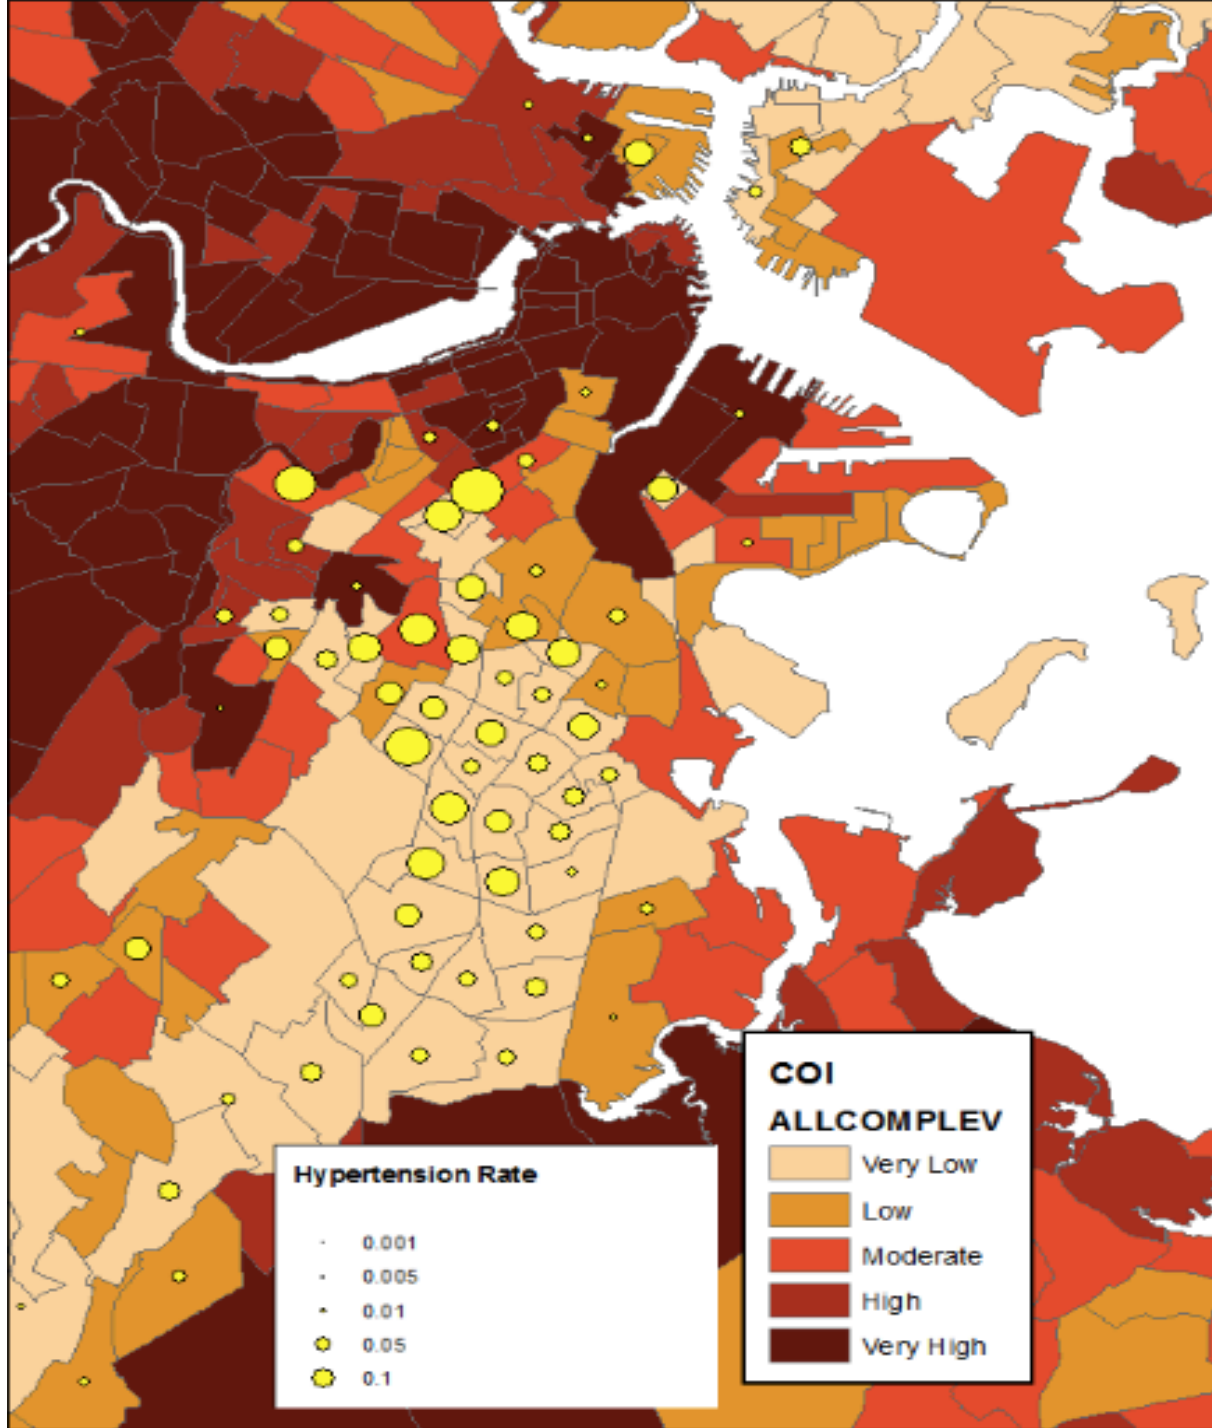 COI
ALLCOMPLEV
Very Low
Low
Moderate
High
Very High
Hypertension Rate
0.001
0.005
0.01
0.05
0.1